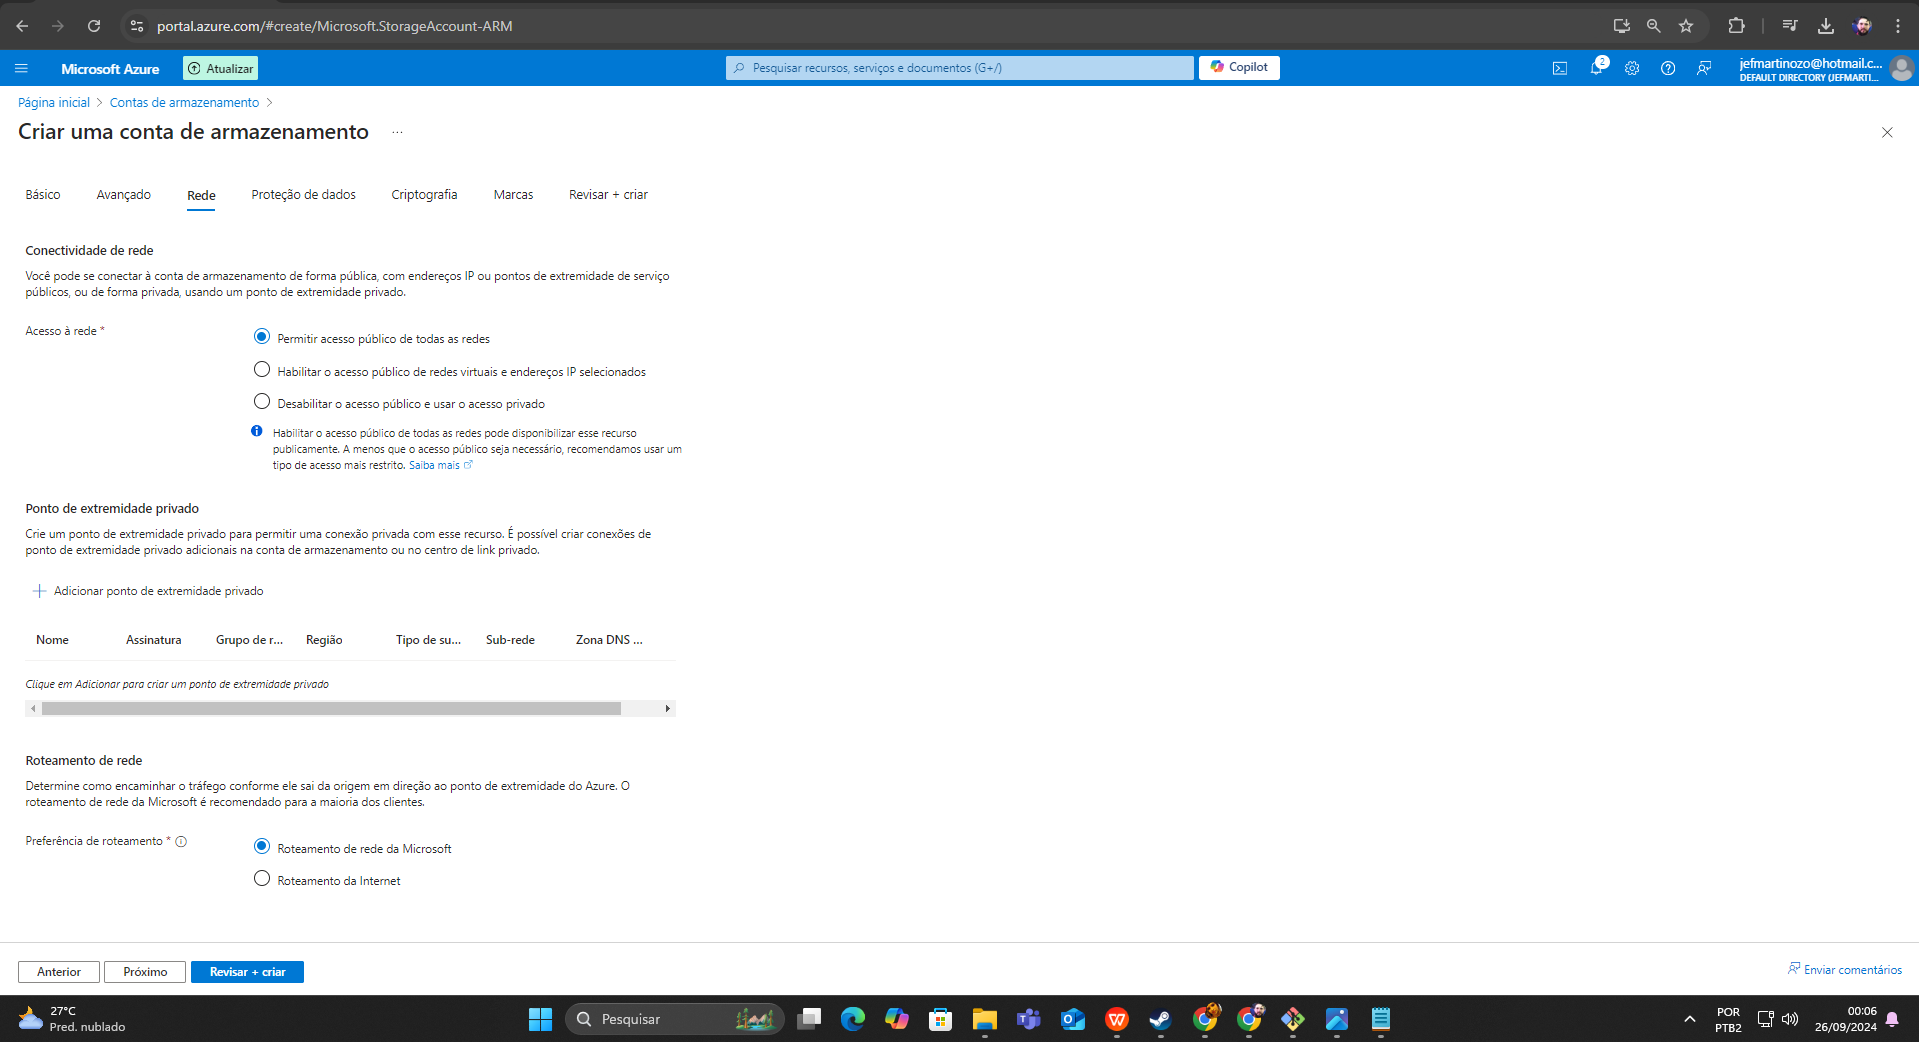 portal.azure.com/#create/Microsoft.StorageAccount-ARM
Microsoft Azure
Atualizar
Pesquisar recursos, serviços e documentos (G+/)
Copilot
2
jefmartinozo@hotmail.c...
DEFAULT DIRECTORY (JEFMARTI...
Página inicial > Contas de armazenamento >
Criar uma conta de armazenamento ...
Básico
Avançado
Rede
Proteção de dados
Criptografia
Marcas
Revisar + criar
Conectividade de rede
Você pode se conectar à conta de armazenamento de forma pública, com endereços IP ou pontos de extremidade de serviço
públicos, ou de forma privada, usando um ponto de extremidade privado.
Acesso à rede *
Permitir acesso público de todas as redes
Habilitar o acesso público de redes virtuais e endereços IP selecionados
Desabilitar o acesso público e usar o acesso privado
Habilitar o acesso público de todas as redes pode disponibilizar esse recurso
publicamente. A menos que o acesso público seja necessário, recomendamos usar um
tipo de acesso mais restrito. Saiba mais
Ponto de extremidade privado
Crie um ponto de extremidade privado para permitir uma conexão privada com esse recurso. É possível criar conexões de
ponto de extremidade privado adicionais na conta de armazenamento ou no centro de link privado.
Adicionar ponto de extremidade privado
Nome
Assinatura
Grupo de r...
Região
Tipo de su...
Sub-rede
Zona DNS ...
Clique em Adicionar para criar um ponto de extremidade privado
Roteamento de rede
Determine como encaminhar o tráfego conforme ele sai da origem em direção ao ponto de extremidade do Azure. O
roteamento de rede da Microsoft é recomendado para a maioria dos clientes.
Preferência de roteamento *
Roteamento de rede da Microsoft
Roteamento da Internet
Anterior
Próximo
Revisar + criar
Enviar comentários
27°C
Pred. nublado
Pesquisar
POR
PTB2
00:06
26/09/2024